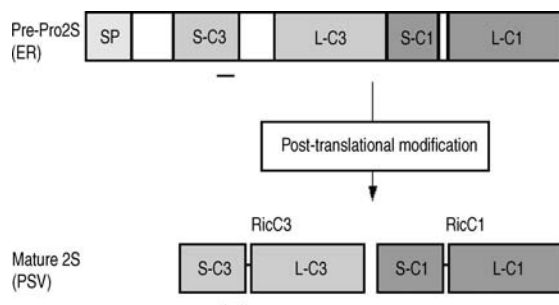 Pre-Pro2S
(ER)
SP
S-C3
L-C3
S-C1
L-C1
Post-translational modification
RicC3
RicC1
Mature 2S
(PSV)
S-C3
L-C3
S-C1
L-C1